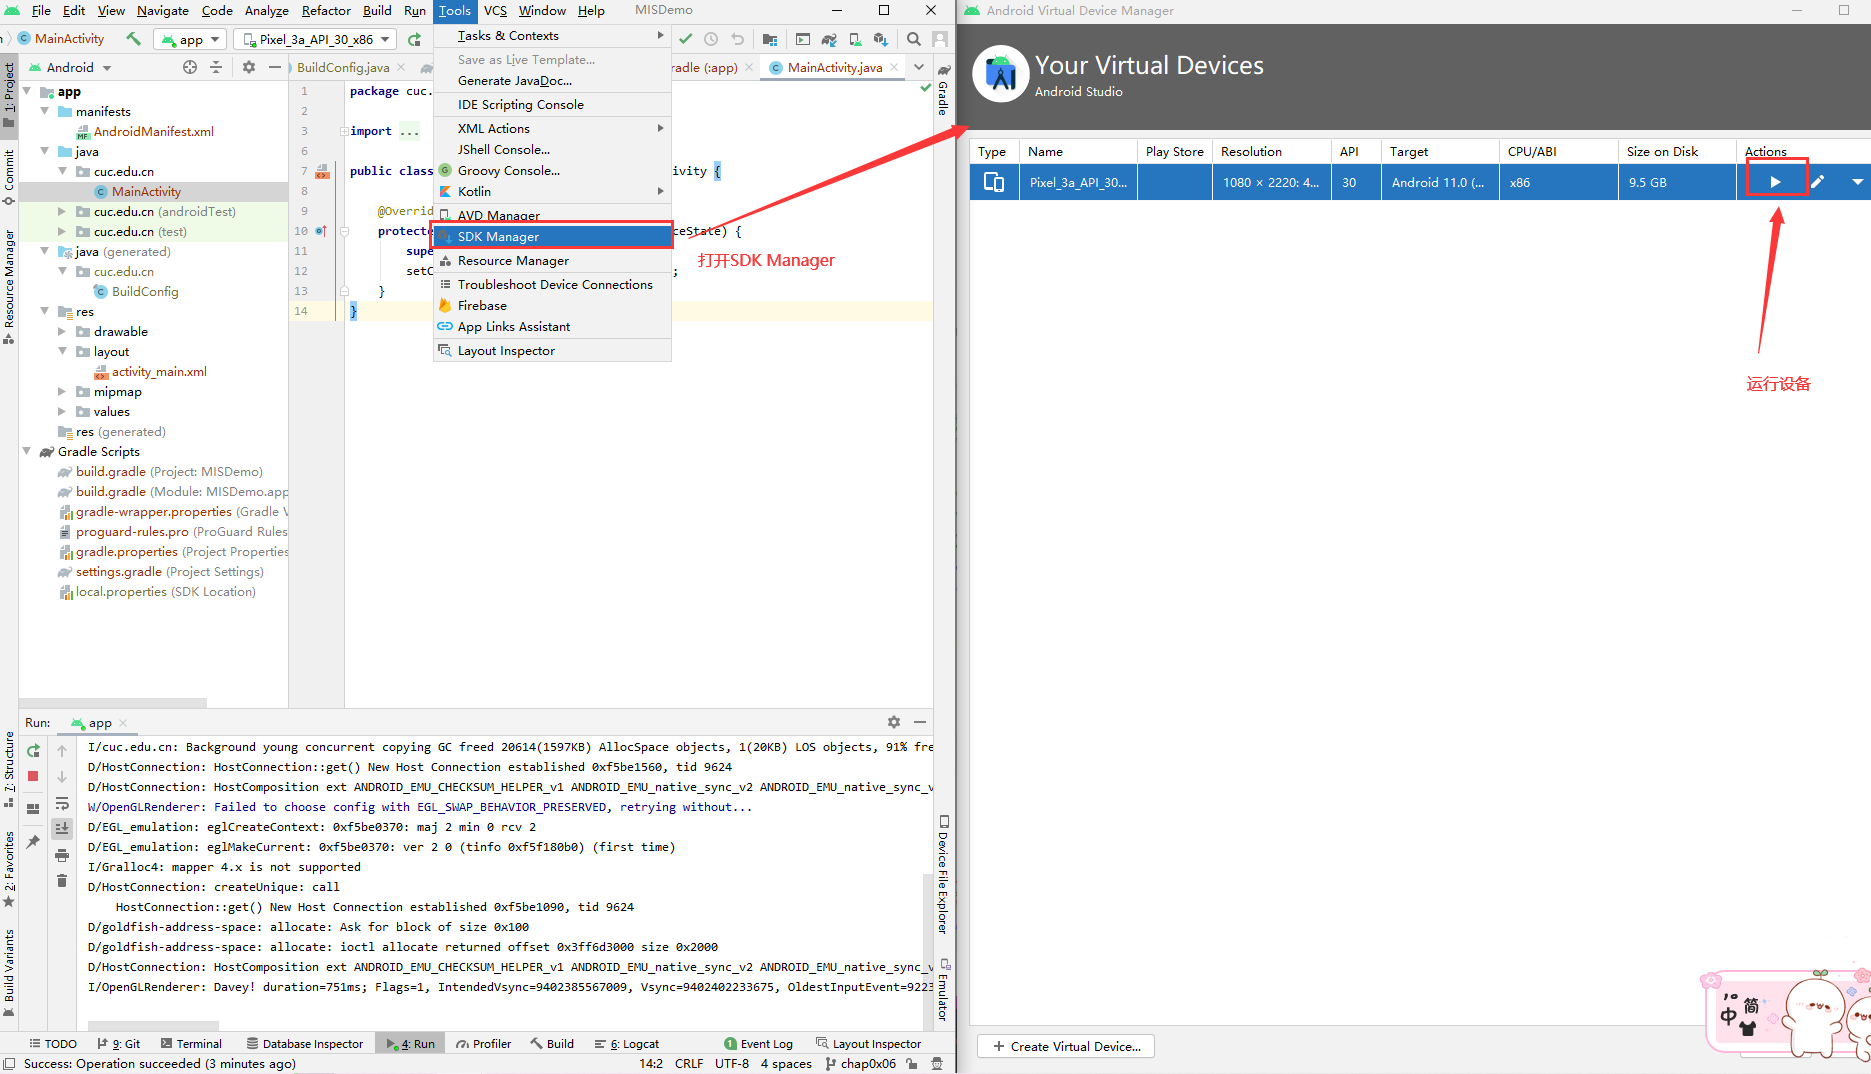 File Edit View Navigate Code Analyze Refactor Build Run Tools VCS Window Help MISDemo
MainActivity app Pixel_3a_API_30_x86
Android
BuildConfig.java
radle (:app)
MainActivity.java
1: Project
Commit
Resource Manager
7: Structure
2: Favorites
Build Variants
app
manifests
AndroidManifest.xml
java
cuc.edu.cn
MainActivity
cuc.edu.cn (androidTest)
cuc.edu.cn (test)
java (generated)
cuc.edu.cn
BuildConfig
res
drawable
layout
activity_main.xml
mipmap
values
res (generated)
Gradle Scripts
build.gradle (Project: MISDemo)
build.gradle (Module: MISDemo.app
gradle-wrapper.properties (Gradle V
proguard-rules.pro (ProGuard Rules
gradle.properties (Project Properties
settings.gradle (Project Settings)
local.properties (SDK Location)
1 package cuc.
2
3 import ...
6
7 public class ivity {
8
9 @Overrid
10 protecte ceState) {
11 supe
12 setC ;
13 }
14 }
Tasks & Contexts
Save as Live Template...
Generate JavaDoc...
IDE Scripting Console
XML Actions
JShell Console...
Groovy Console...
Kotlin
AVD Manager
SDK Manager
Resource Manager
Troubleshoot Device Connections
Firebase
App Links Assistant
Layout Inspector
打开SDK Manager
Gradle
Device File Explorer
Emulator
Run: app
I/cuc.edu.cn: Background young concurrent copying GC freed 20614(1597KB) AllocSpace objects, 1(20KB) LOS objects, 91% fre
D/HostConnection: HostConnection::get() New Host Connection established 0xf5be1560, tid 9624
D/HostConnection: HostComposition ext ANDROID_EMU_CHECKSUM_HELPER_v1 ANDROID_EMU_native_sync_v2 ANDROID_EMU_native_sync_v
W/OpenGLRenderer: Failed to choose config with EGL_SWAP_BEHAVIOR_PRESERVED, retrying without...
D/EGL_emulation: eglCreateContext: 0xf5be0370: maj 2 min 0 rcv 2
D/EGL_emulation: eglMakeCurrent: 0xf5be0370: ver 2 0 (tinfo 0xf5f180b0) (first time)
I/Gralloc4: mapper 4.x is not supported
D/HostConnection: createUnique: call
HostConnection::get() New Host Connection established 0xf5be1090, tid 9624
D/goldfish-address-space: allocate: Ask for block of size 0x100
D/goldfish-address-space: allocate: ioctl allocate returned offset 0x3ff6d3000 size 0x2000
D/HostConnection: HostComposition ext ANDROID_EMU_CHECKSUM_HELPER_v1 ANDROID_EMU_native_sync_v2 ANDROID_EMU_native_sync_v
I/OpenGLRenderer: Davey! duration=751ms; Flags=1, IntendedVsync=9402385567009, Vsync=9402402233675, OldestInputEvent=9223
TODO 9: Git Terminal Database Inspector 4: Run Profiler Build 6: Logcat 1 Event Log Layout Inspector
Success: Operation succeeded (3 minutes ago) 14:2 CRLF UTF-8 4 spaces chap0x06
Android Virtual Device Manager
Your Virtual Devices
Android Studio
Type Name Play Store Resolution API Target CPU/ABI Size on Disk Actions
Pixel_3a_API_30... 1080 × 2220: 4... 30 Android 11.0 (... x86 9.5 GB
运行设备
Create Virtual Device...
中 简